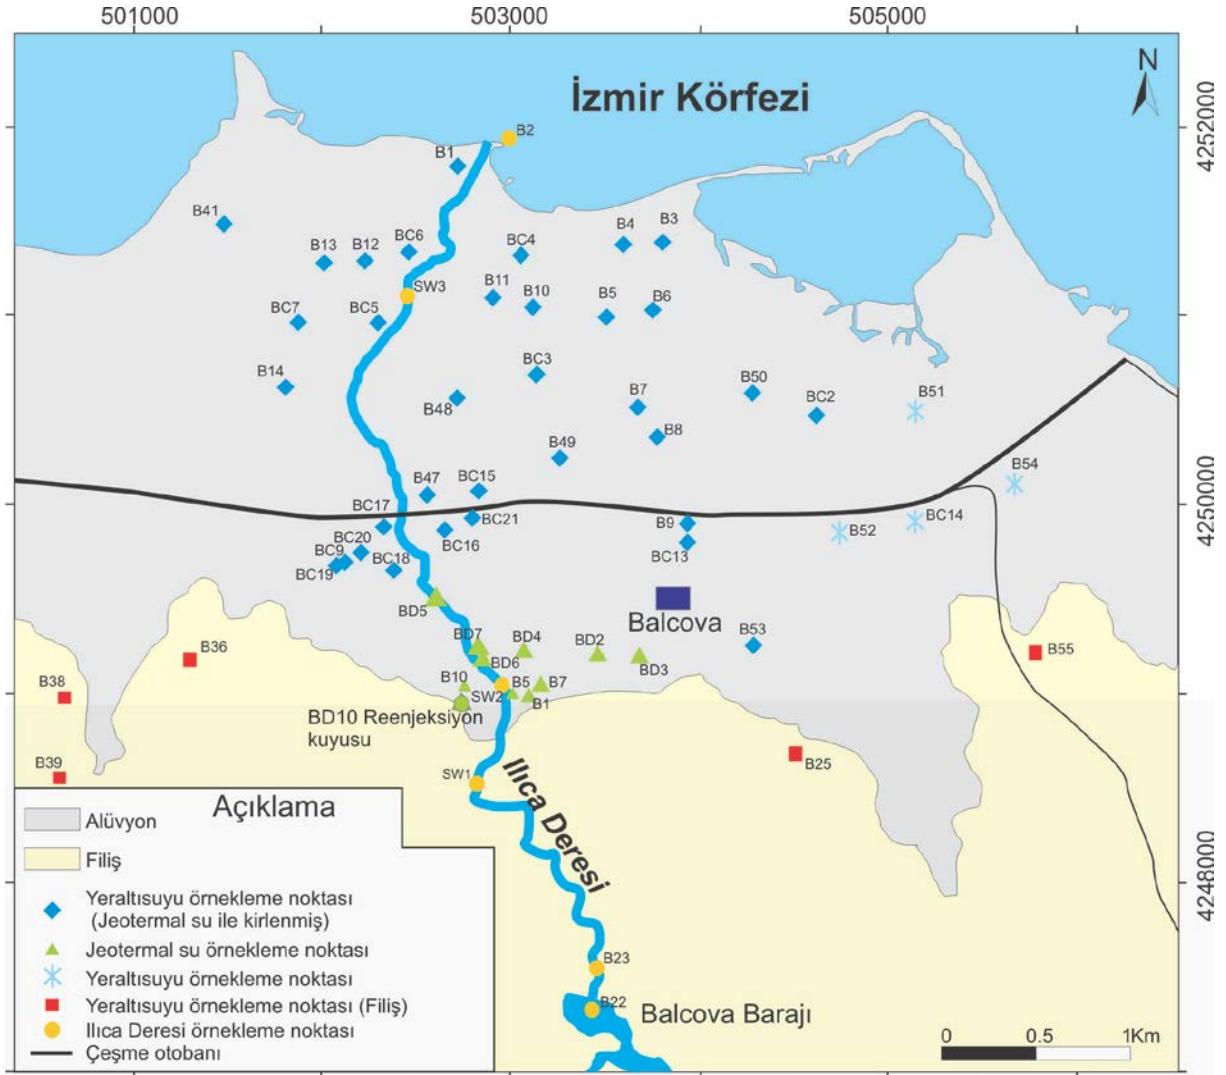 501000
503000
505000
İzmir Körfezi
N
4252000
B2
B1
B41
B13
B12
BC6
BC4
B4
B3
SW3
B11
B10
B5
B6
BC7
BC5
BC3
B14
B48
B7
B50
BC2
B51
B8
B49
B47
BC15
B54
4250000
BC17
BC21
B9
B52
BC14
BC20
BC16
BC13
BC9
BC18
BC19
BD5
Balcova
BD7
BD4
BD2
BD3
B53
B36
BD6
B55
B38
B10
B5
B7
SW2
B1
BD10 Reenjeksiyon
kuyusu
B39
SW1
B25
Ilıca Deresi
4248000
B23
B22
Balcova Barajı
0
0.5
1Km
Açıklama
Alüvyon
Filiş
Yeraltısuyu örnekleme noktası
(Jeotermal su ile kirlenmiş)
Jeotermal su örnekleme noktası
Yeraltısuyu örnekleme noktası
Yeraltısuyu örnekleme noktası (Filiş)
Ilıca Deresi örnekleme noktası
Çeşme otobanı